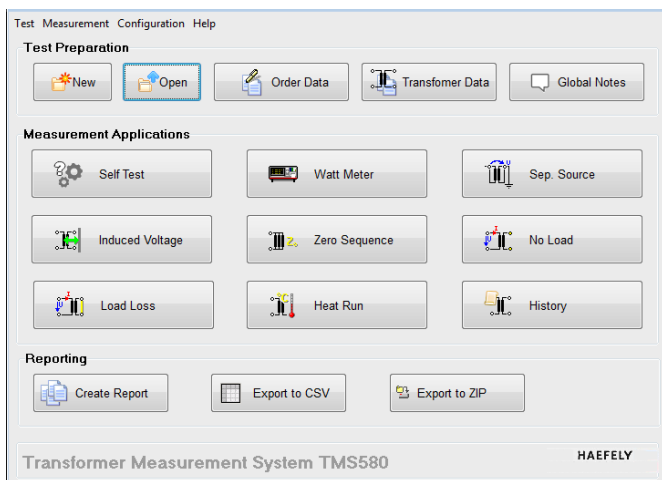 Test Measurement Configuration Help
Test Preparation
New Open Order Data Transfomer Data Global Notes
Measurement Applications
Self Test Watt Meter Sep. Source
Induced Voltage Zero Sequence No Load
Load Loss Heat Run History
Reporting
Create Report Export to CSV Export to ZIP
Transformer Measurement System TMS580 HAEFELY